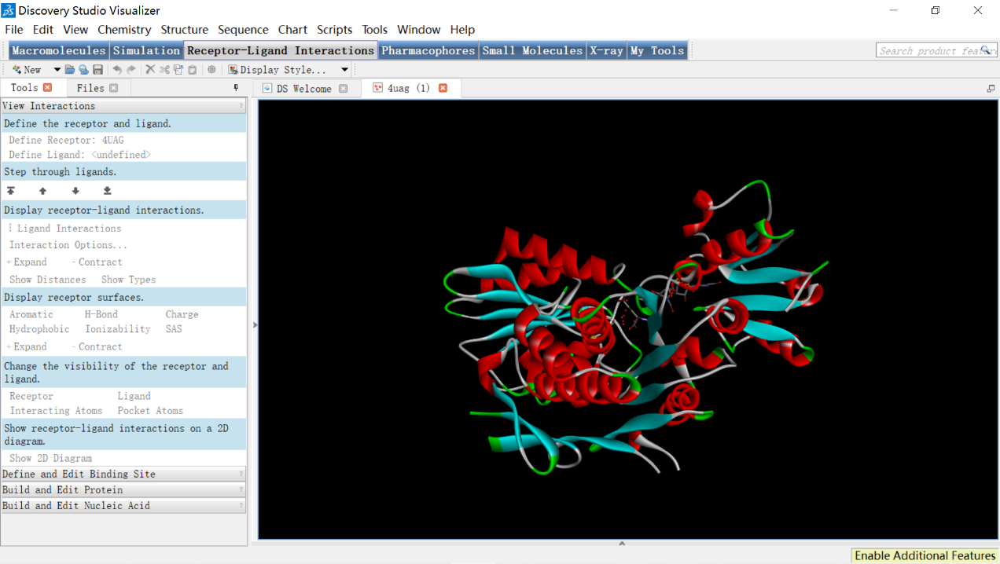 Discovery Studio Visualizer
File Edit View Chemistry Structure Sequence Chart Scripts Tools Window Help
Macromolecules Simulation Receptor-Ligand Interactions Pharmacophores Small Molecules X-ray My Tools
Search product featur
New Display Style...
Tools Files DS Welcome 4uag (1)
View Interactions ?
Define the receptor and ligand.
Define Receptor: 4UAG
Define Ligand: <undefined>
Step through ligands.
Display receptor-ligand interactions.
Ligand Interactions
Interaction Options...
+Expand -Contract
Show Distances Show Types
Display receptor surfaces.
Aromatic H-Bond Charge
Hydrophobic Ionizability SAS
+Expand -Contract
Change the visibility of the receptor and
ligand.
Receptor Ligand
Interacting Atoms Pocket Atoms
Show receptor-ligand interactions on a 2D
diagram.
Show 2D Diagram
Define and Edit Binding Site ?
Build and Edit Protein ?
Build and Edit Nucleic Acid ?
Enable Additional Features